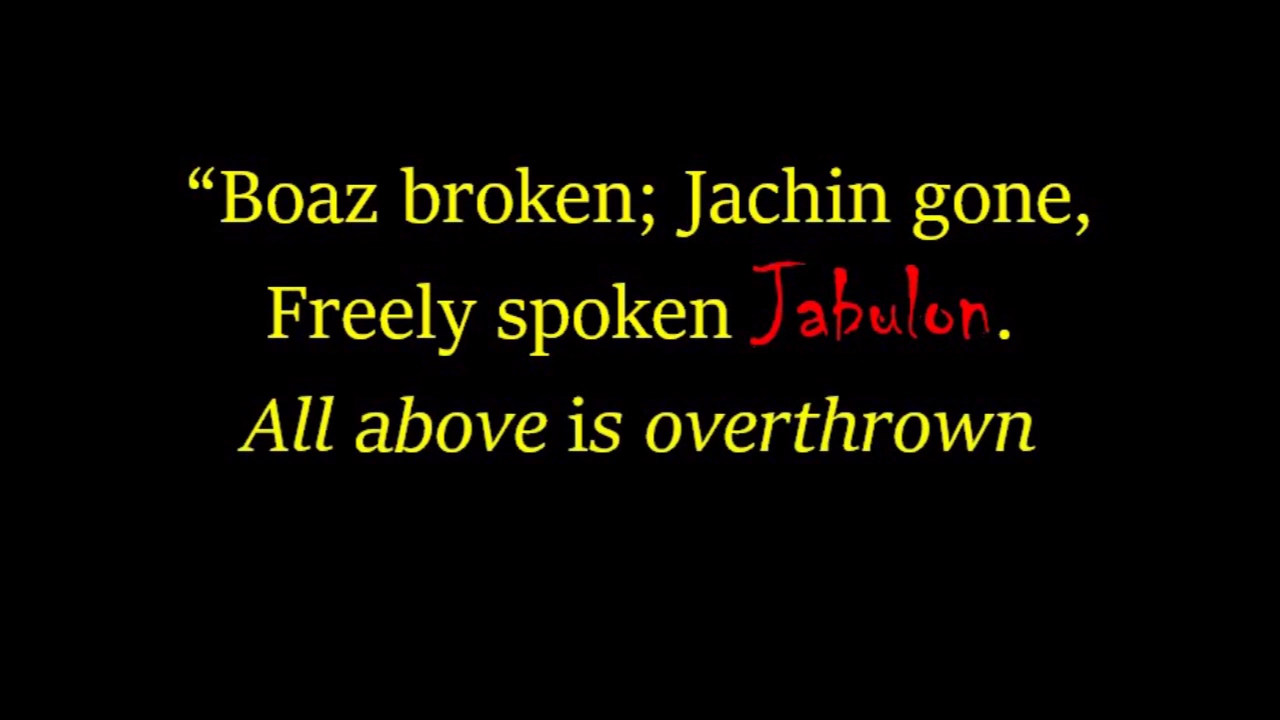 “Boaz broken; Jachin gone,
Freely spoken Jabulon.
All above is overthrown